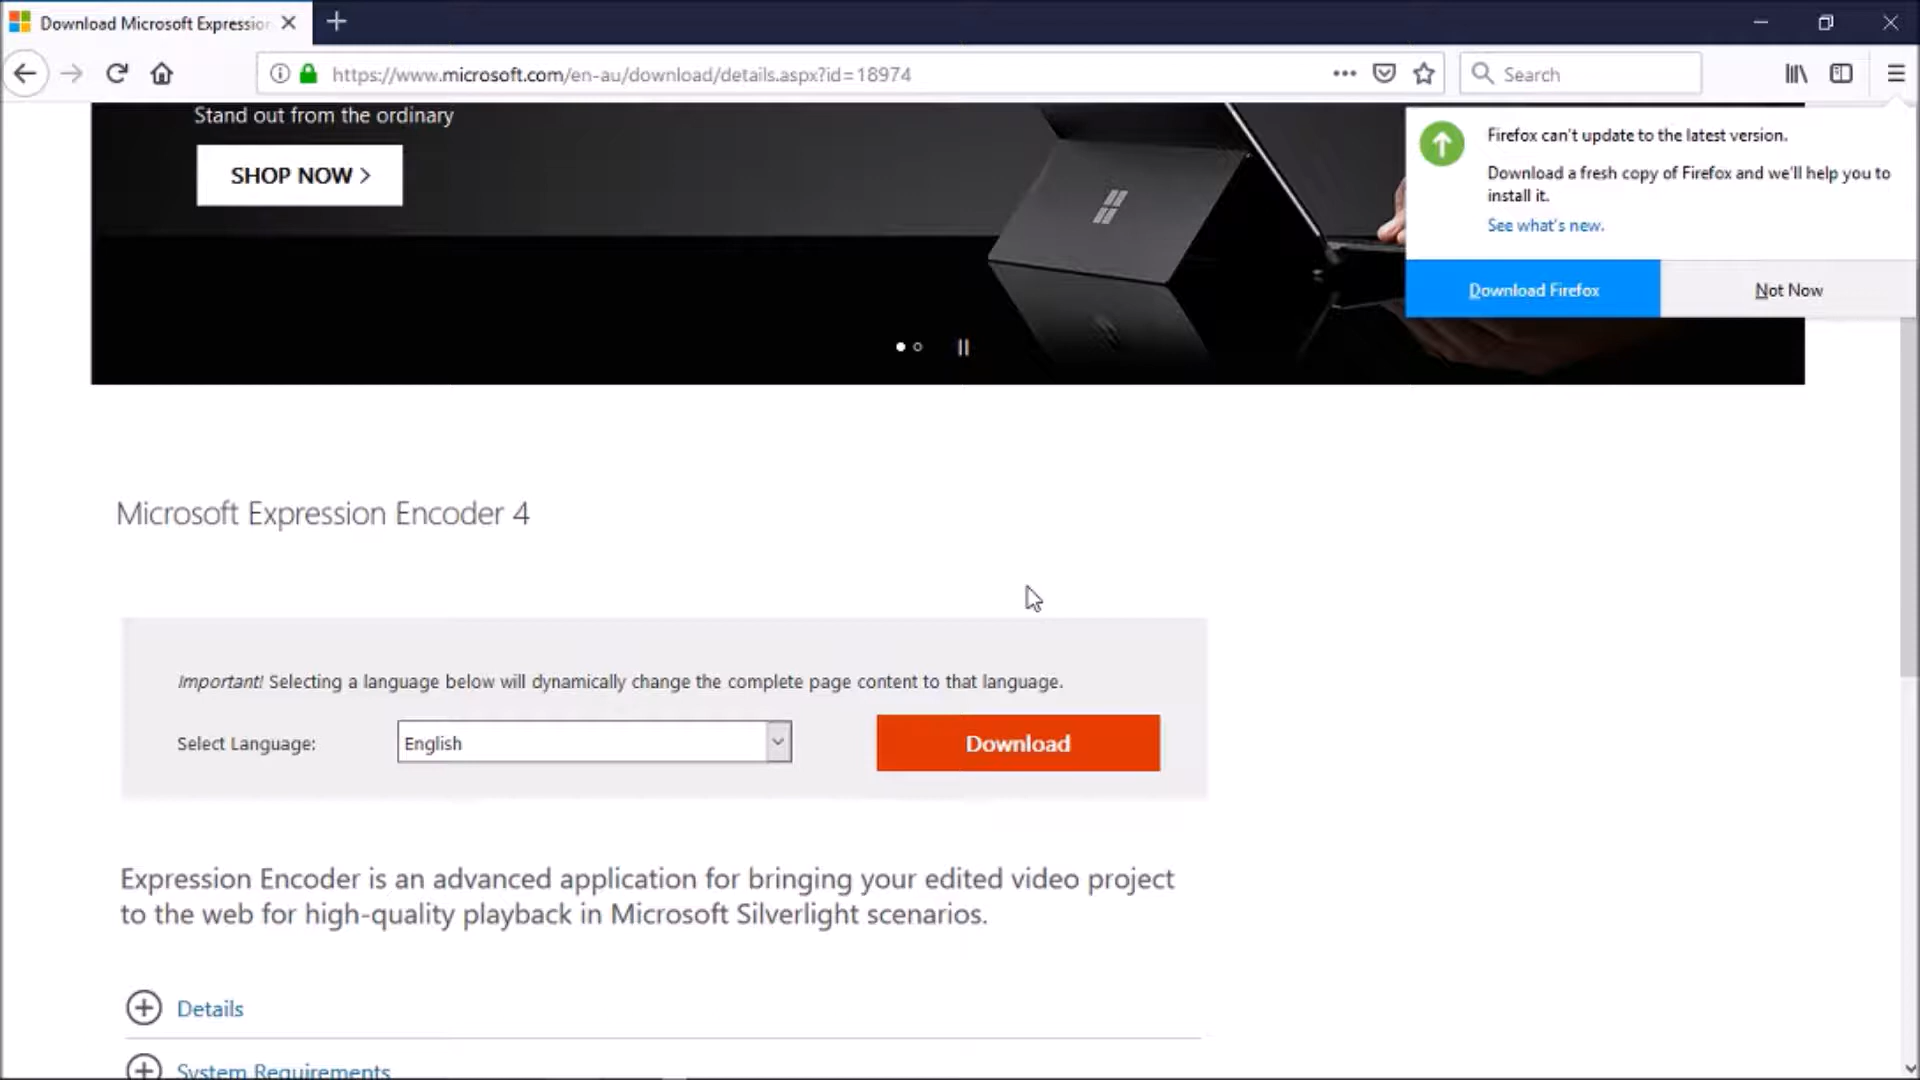 Download Microsoft Expression
https://www.microsoft.com/en-au/download/details.aspx?id=18974
Search
Stand out from the ordinary
SHOP NOW >
Firefox can't update to the latest version.
Download a fresh copy of Firefox and we'll help you to
install it.
See what's new.
Download Firefox
Not Now
Microsoft Expression Encoder 4
Important! Selecting a language below will dynamically change the complete page content to that language.
Select Language:
English
Download
Expression Encoder is an advanced application for bringing your edited video project
to the web for high-quality playback in Microsoft Silverlight scenarios.
Details
System Requirements